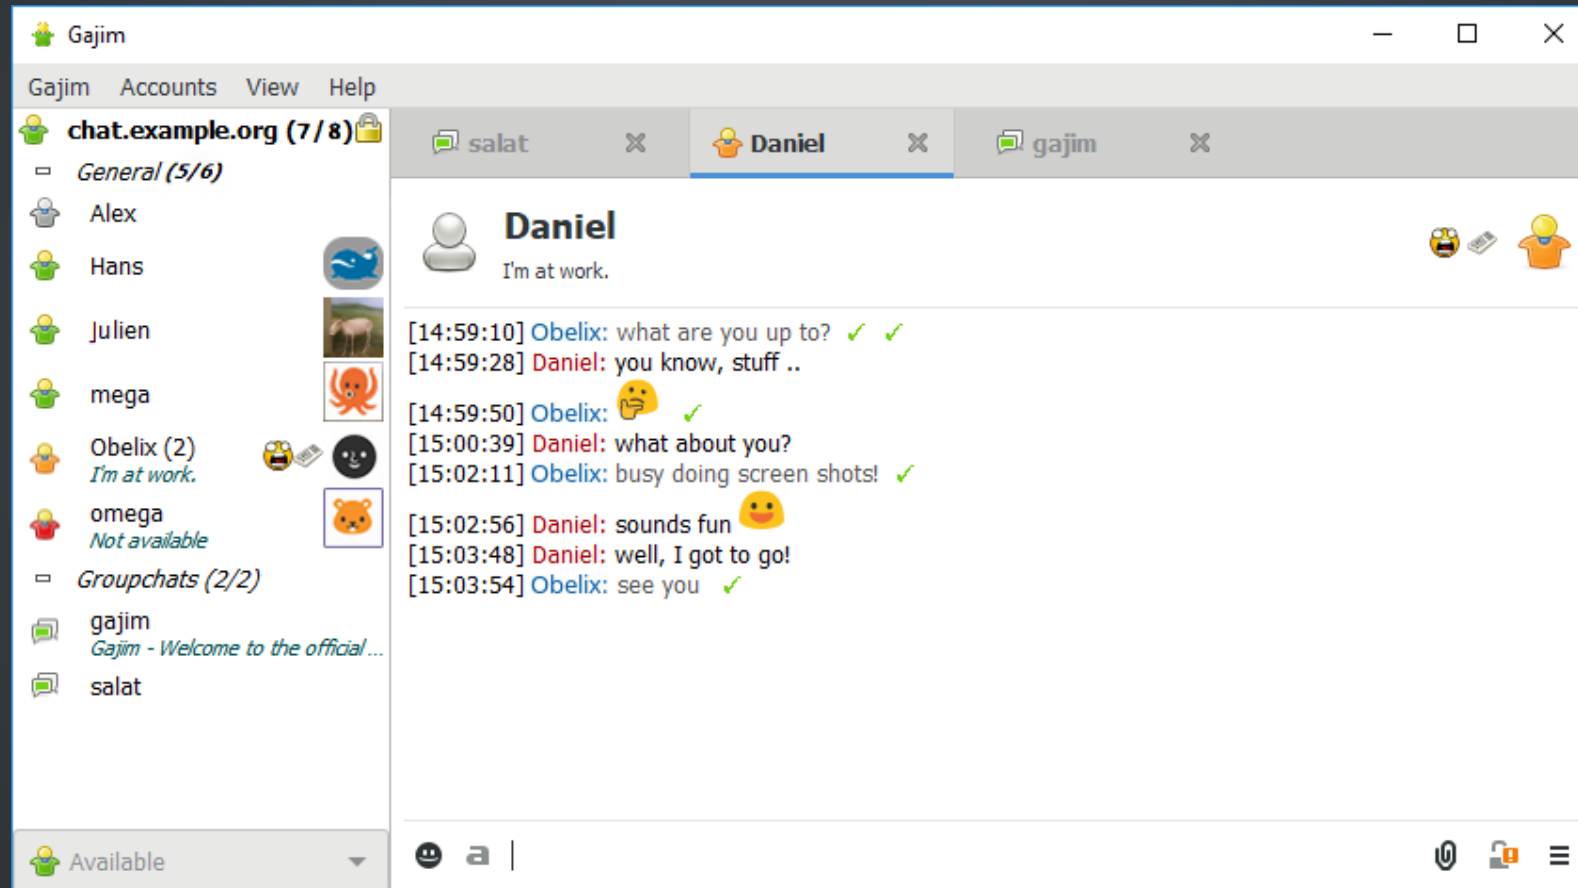 Gajim
Gajim Accounts View Help
chat.example.org (7/8)
General (5/6)
Alex
Hans
Julien
mega
Obelix (2)
I'm at work.
omega
Not available
Groupchats (2/2)
gajim
Gajim - Welcome to the official ...
salat
Available
salat Daniel gajim
Daniel
I'm at work.
[14:59:10] Obelix: what are you up to? ✓ ✓
[14:59:28] Daniel: you know, stuff ..
[14:59:50] Obelix: 🤔 ✓
[15:00:39] Daniel: what about you?
[15:02:11] Obelix: busy doing screen shots! ✓
[15:02:56] Daniel: sounds fun 😃
[15:03:48] Daniel: well, I got to go!
[15:03:54] Obelix: see you ✓
a